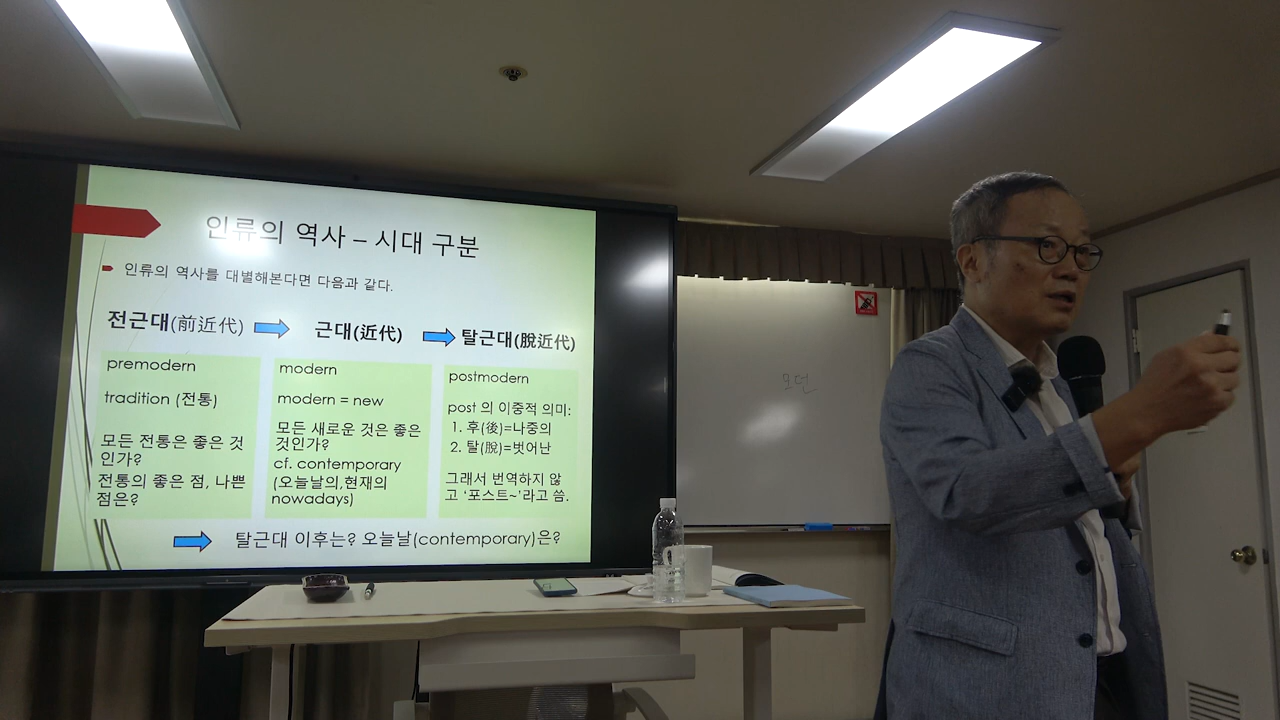 인류의 역사 – 시대 구분
인류의 역사를 대별해본다면 다음과 같다.
전근대(前近代)
근대(近代)
탈근대(脫近代)
premodern
tradition (전통)
모든 전통은 좋은 것
인가?
전통의 좋은 점, 나쁜
점은?
modern
modern = new
모든 새로운 것은 좋은
것인가?
cf. contemporary
(오늘날의,현재의
nowadays)
postmodern
post 의 이중적 의미:
1. 후(後)=나중의
2. 탈(脫)=벗어난
그래서 번역하지 않
고 ‘포스트~’라고 씀.
탈근대 이후는? 오늘날(contemporary)은?
모던